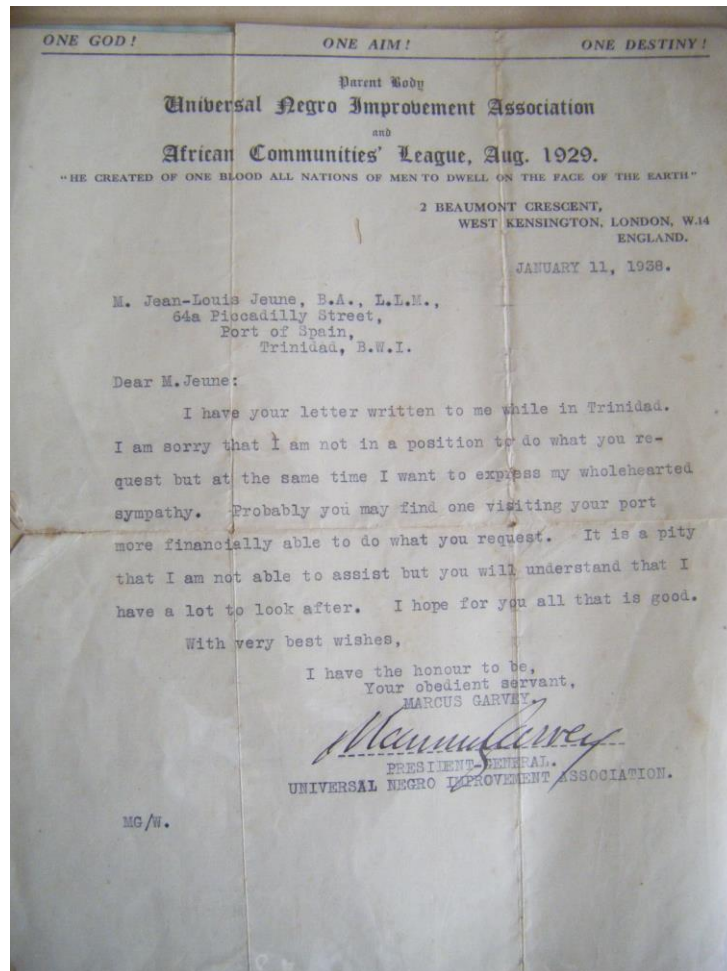 ONE GOD! ONE AIM! ONE DESTINY!
Parent Body
Universal Negro Improvement Association
and
African Communities' League, Aug. 1929.
"HE CREATED OF ONE BLOOD ALL NATIONS OF MEN TO DWELL ON THE FACE OF THE EARTH"
2 BEAUMONT CRESCENT,
WEST KENSINGTON, LONDON, W.14
ENGLAND.
JANUARY 11, 1938.
M. Jean-Louis Jeune, B.A., L.L.M.,
64a Piccadilly Street,
Port of Spain,
Trinidad, B.W.I.
Dear M.Jeune:
I have your letter written to me while in Trinidad.
I am sorry that I am not in a position to do what you re-
quest but at the same time I want to express my wholehearted
sympathy. Probably you may find one visiting your port
more financially able to do what you request. It is a pity
that I am not able to assist but you will understand that I
have a lot to look after. I hope for you all that is good.
With very best wishes,
I have the honour to be,
Your obedient servant,
MARCUS GARVEY.
Marcus Garvey
PRESIDENT-GENERAL.
UNIVERSAL NEGRO IMPROVEMENT ASSOCIATION.
MG/W.